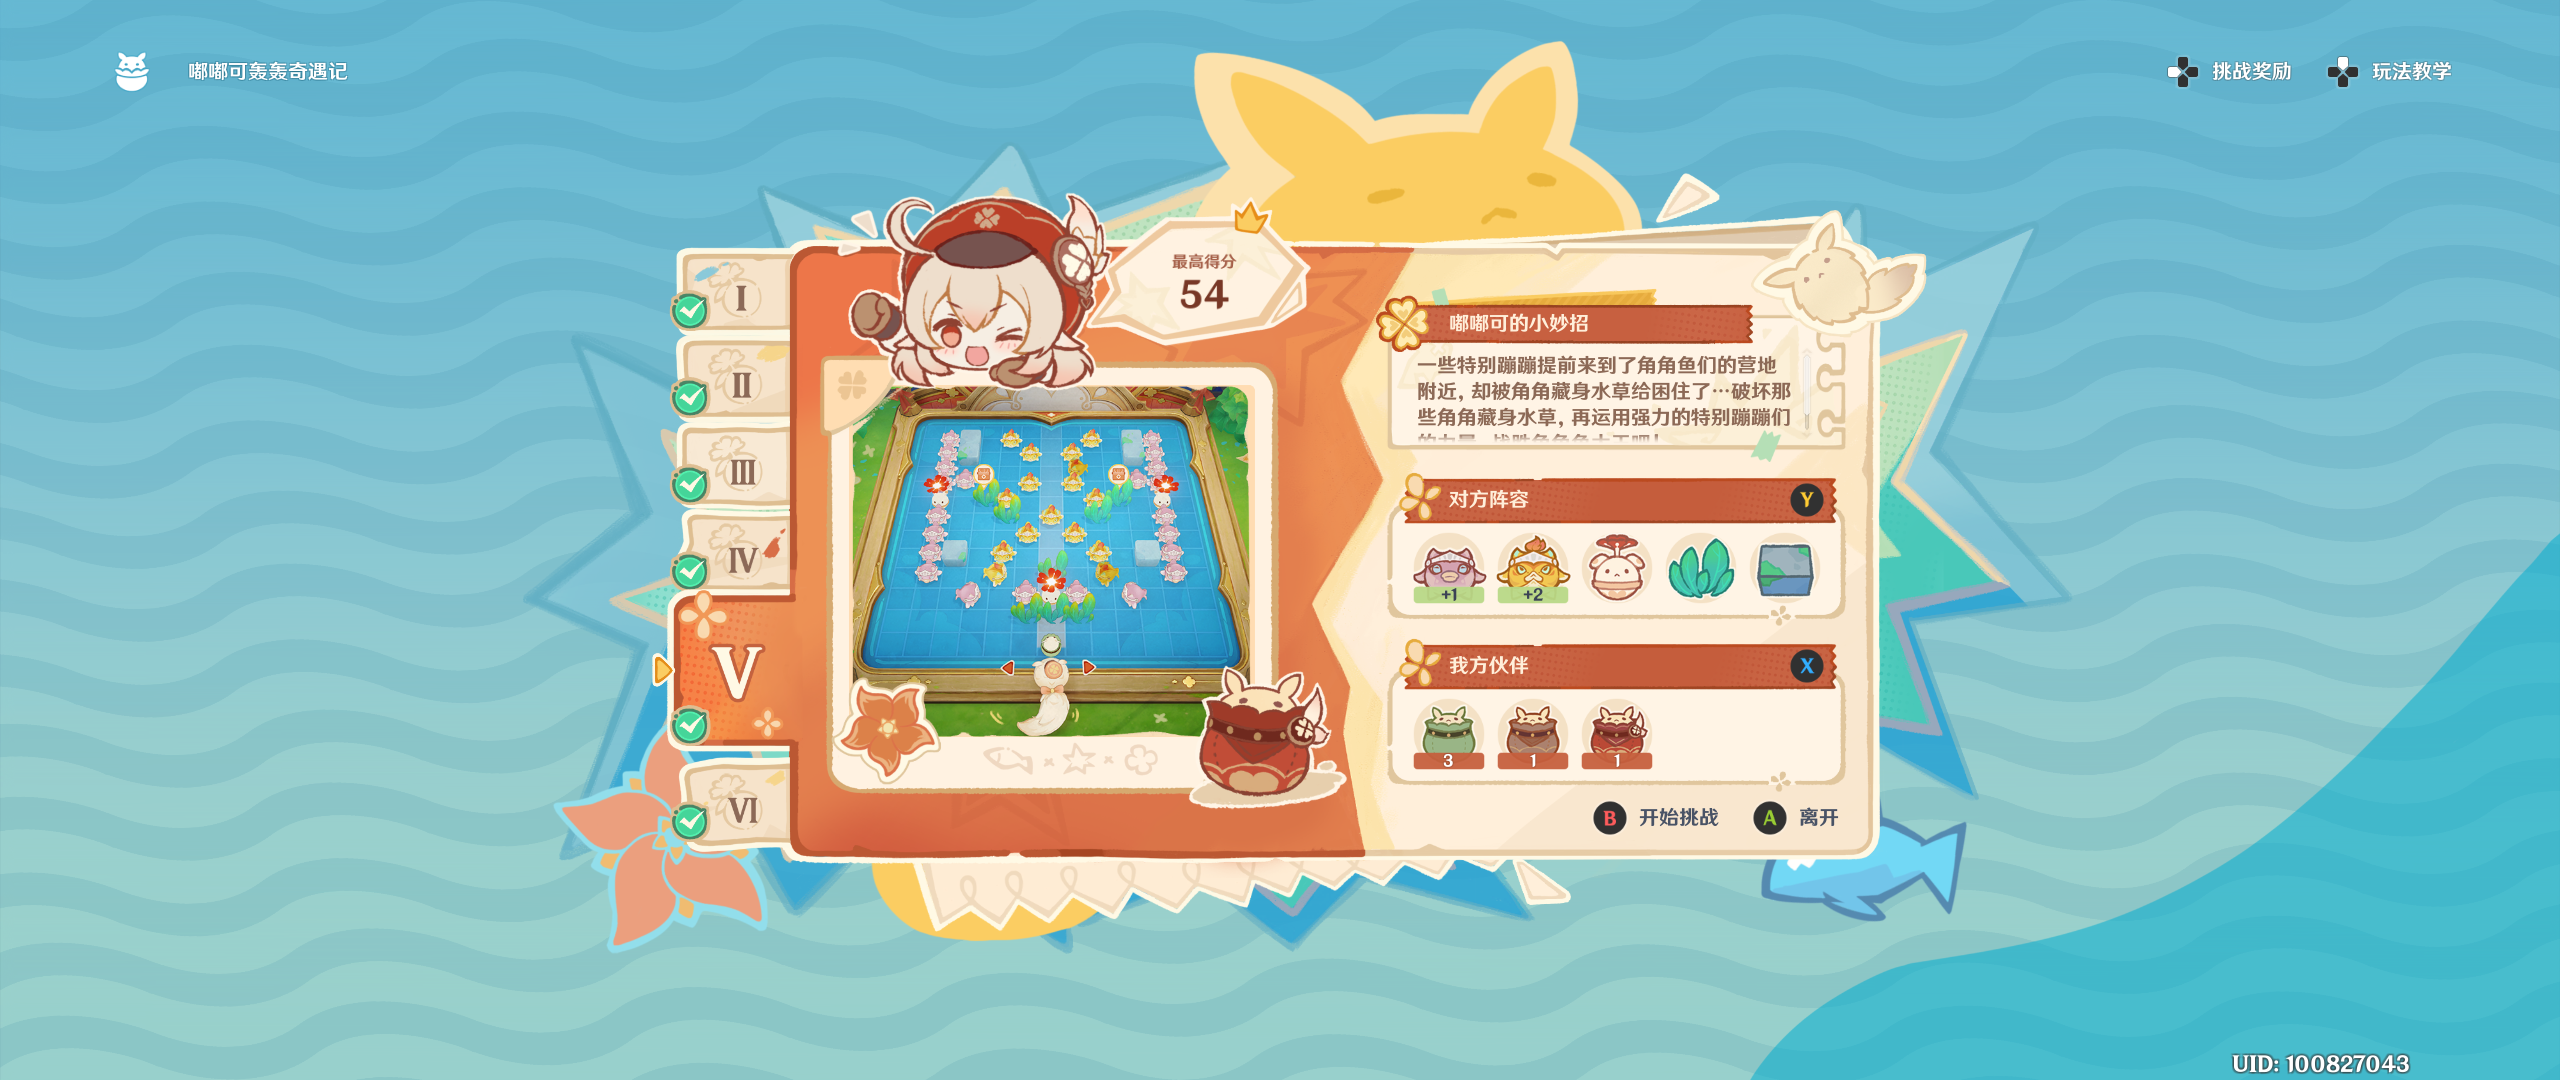 嘟嘟可轰轰奇遇记
挑战奖励
玩法教学
最高得分
54
I
II
III
IV
V
VI
嘟嘟可的小妙招
一些特别蹦蹦提前来到了角角鱼们的营地
附近, 却被角角藏身水草给困住了…破坏那
些角角藏身水草, 再运用强力的特别蹦蹦们
对方阵容
Y
+1
+2
我方伙伴
X
3
1
1
B 开始挑战
A 离开
UID: 100827043